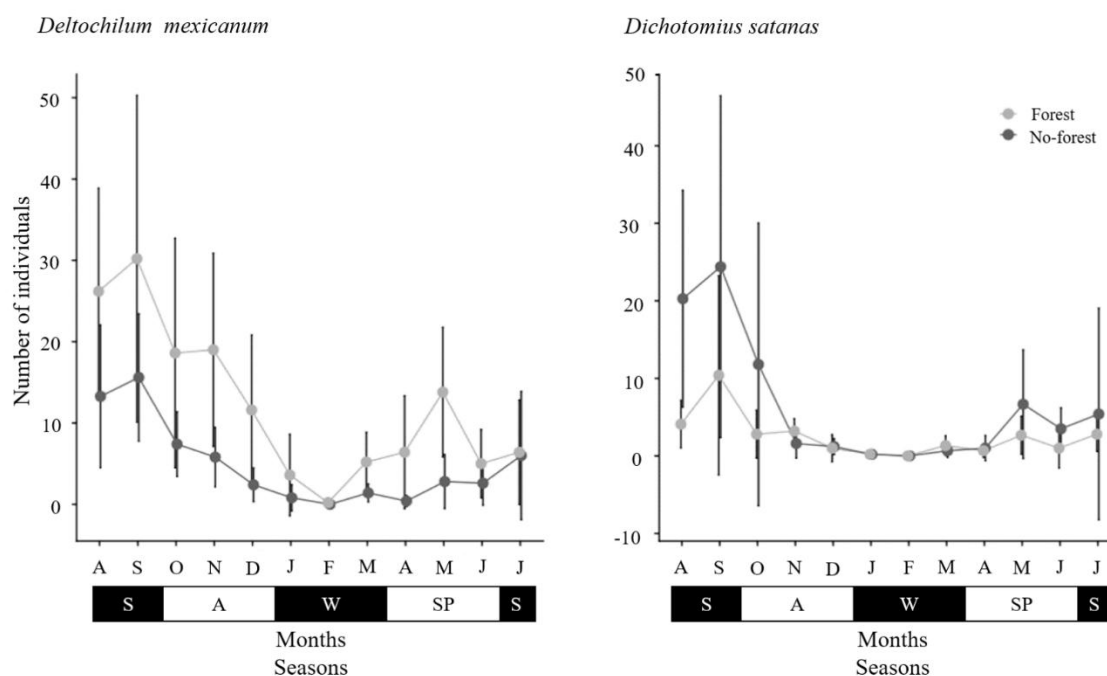 Deltochilum mexicanum
Number of individuals
50
40
30
20
10
0
A S O N D J F M A M J J
S A W SP S
Months
Seasons
Dichotomius satanas
Forest
No-forest
50
40
30
20
10
0
-10
A S O N D J F M A M J J
S A W SP S
Months
Seasons